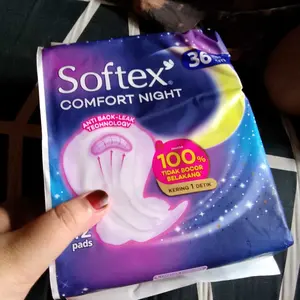 Softex®
36
COMFORT NIGHT
ANTI BACK-LEAK
TECHNOLOGY
100%
TIDAK BOCOR
BELAKANG*
KERING 1 DETIK
pads